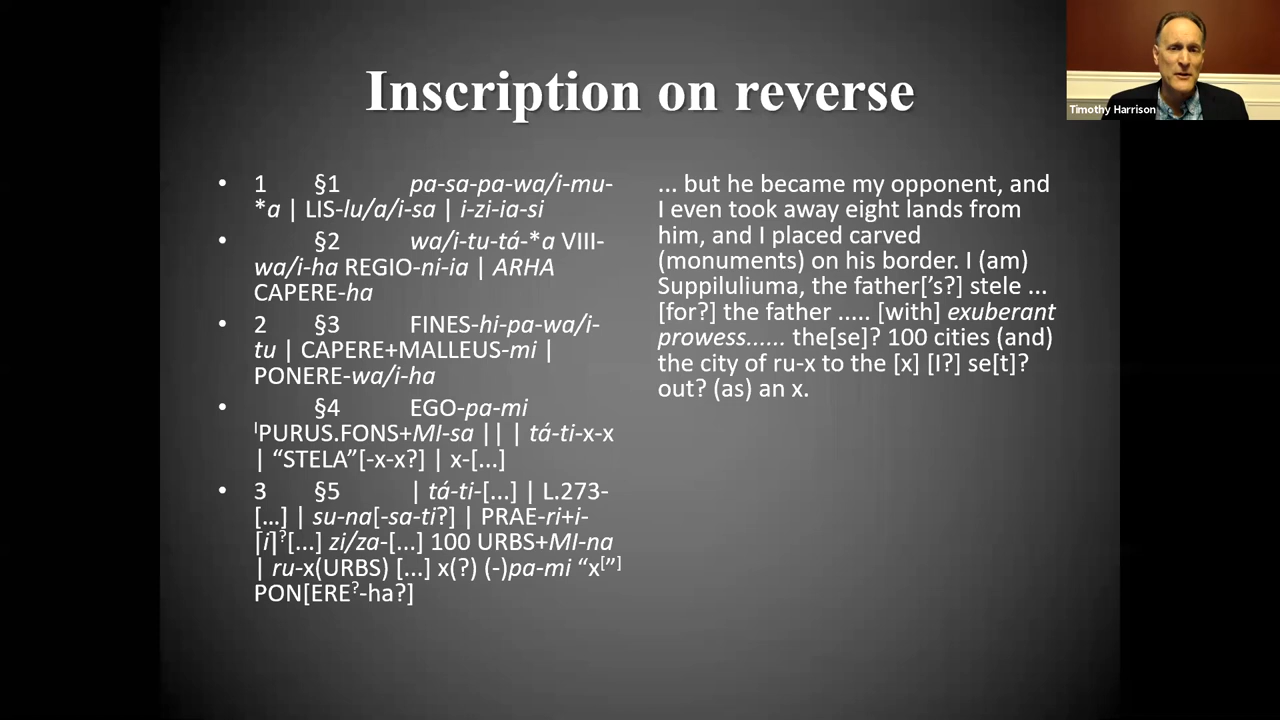 Inscription on reverse
Timothy Harrison
• 1 §1 pa-sa-pa-wa/i-mu-
*a | LIS-lu/a/i-sa | i-zi-ia-si
• §2 wa/i-tu-tá-*a VIII-
wa/i-ha REGIO-ni-ia | ARHA
CAPERE-ha
• 2 §3 FINES-hi-pa-wa/i-
tu | CAPERE+MALLEUS-mi |
PONERE-wa/i-ha
• §4 EGO-pa-mi
ᴵPURUS.FONS+MI-sa || | tá-ti-x-x
| “STELA”[-x-x?] | x-[...]
• 3 §5 | tá-ti-[...] | L.273-
[…] | su-na[-sa-ti?] | PRAE-ri+i-
⌈i⌉?[...] zi/za-[...] 100 URBS+MI-na
| ru-x(URBS) [...] x(?) (-)pa-mi “x[”]
PON[ERE?-ha?]
... but he became my opponent, and
I even took away eight lands from
him, and I placed carved
(monuments) on his border. I (am)
Suppiluliuma, the father[’s?] stele ...
[for?] the father ..... [with] exuberant
prowess...... the[se]? 100 cities (and)
the city of ru-x to the [x] [I?] se[t]?
out? (as) an x.